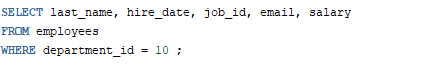 SELECT last_name, hire_date, job_id, email, salary
FROM employees
WHERE department_id = 10 ;